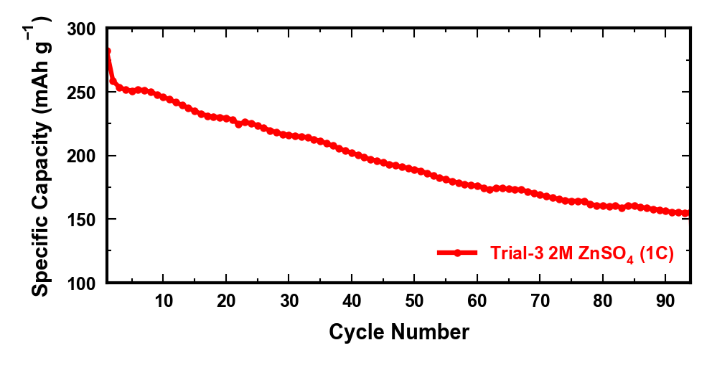 Specific Capacity (mAh g⁻¹)
300
250
200
150
100
Trial-3 2M ZnSO₄ (1C)
10 20 30 40 50 60 70 80 90
Cycle Number